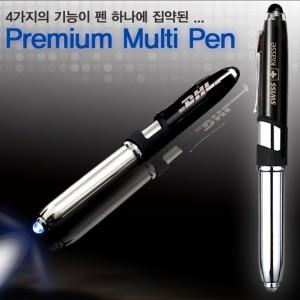 4가지의 기능이 펜 하나에 집약된 ...
Premium Multi Pen
DHL
swiss + klasse